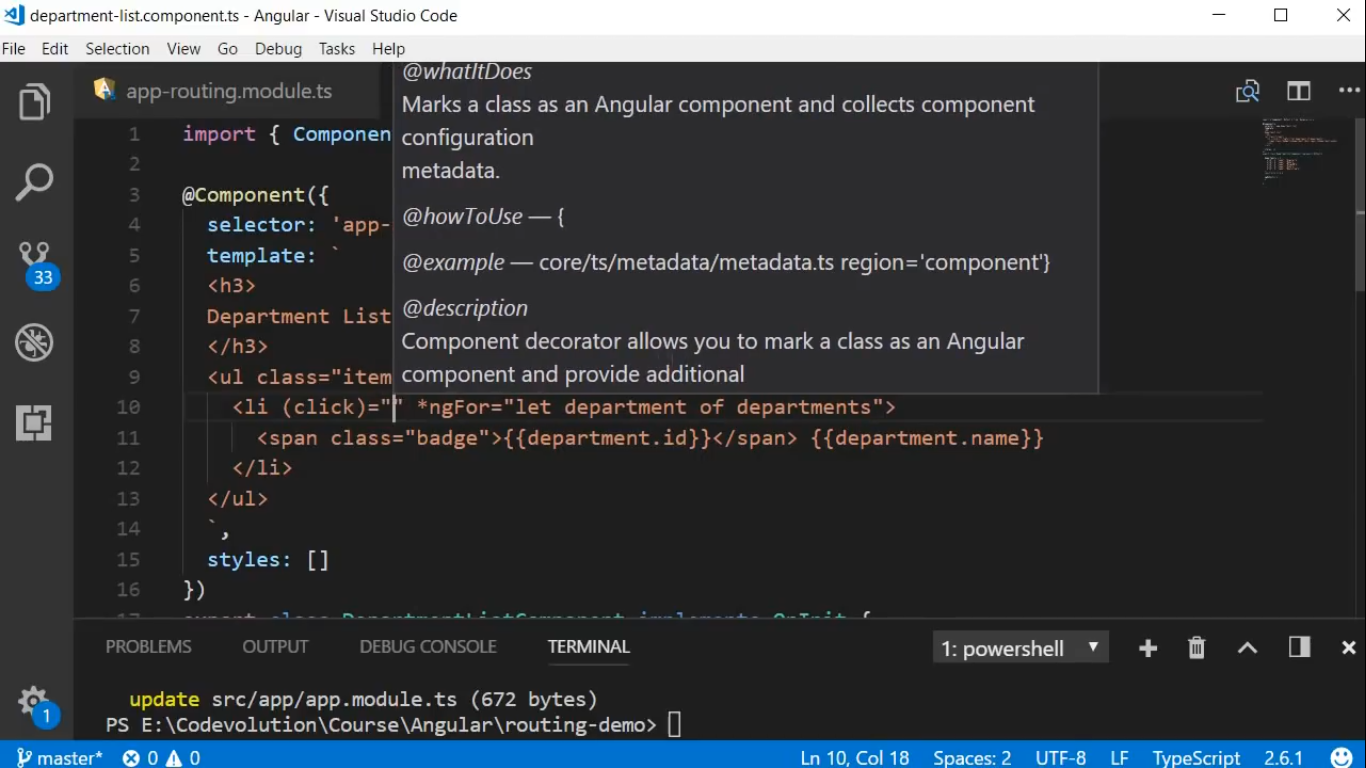 department-list.component.ts - Angular - Visual Studio Code
File Edit Selection View Go Debug Tasks Help
app-routing.module.ts
@whatItDoes
Marks a class as an Angular component and collects component
configuration
metadata.
@howToUse — {
@example — core/ts/metadata/metadata.ts region='component'}
@description
Component decorator allows you to mark a class as an Angular
component and provide additional
1 import { Componen
2
3 @Component({
4 selector: 'app-
5 template: `
6 <h3>
7 Department List
8 </h3>
9 <ul class="item
10 <li (click)="" *ngFor="let department of departments">
11 <span class="badge">{{department.id}}</span> {{department.name}}
12 </li>
13 </ul>
14 `,
15 styles: []
16 })
17 export class DepartmentListComponent implements OnInit {
33
1
PROBLEMS OUTPUT DEBUG CONSOLE TERMINAL 1: powershell
update src/app/app.module.ts (672 bytes)
PS E:\Codevolution\Course\Angular\routing-demo>
master* 0 0 Ln 10, Col 18 Spaces: 2 UTF-8 LF TypeScript 2.6.1